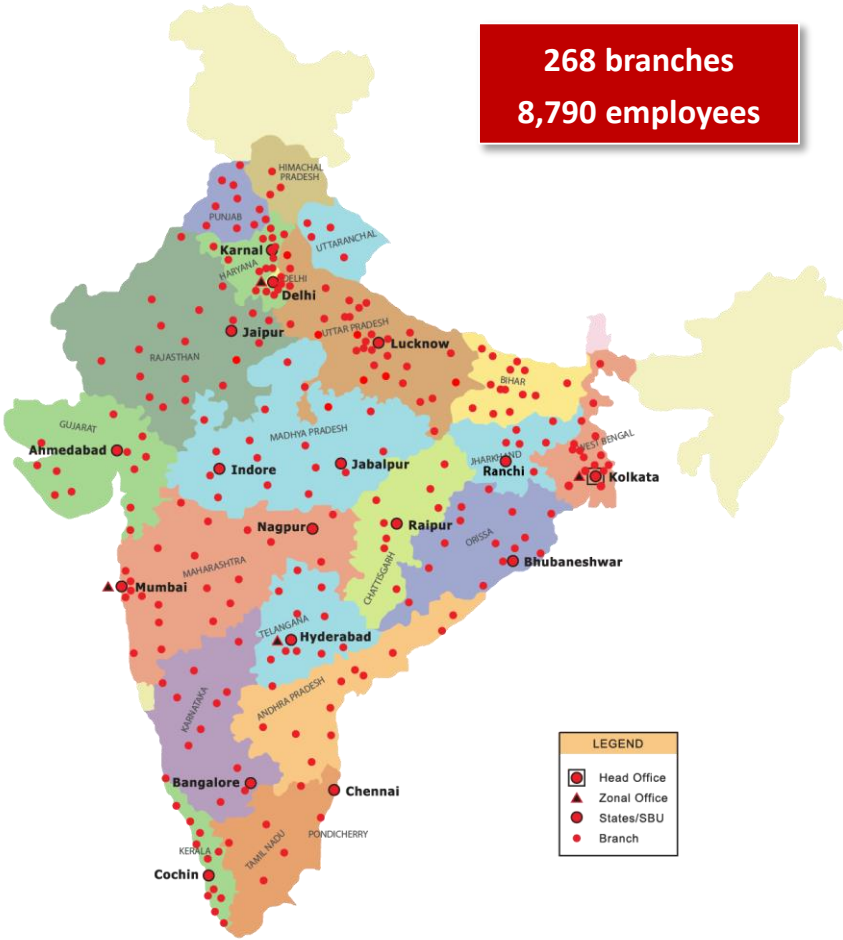 268 branches
8,790 employees
HIMACHAL
PRADESH
PUNJAB
UTTARANCHAL
Karnal
HARYANA
DELHI
Delhi
Jaipur
UTTAR PRADESH
Lucknow
RAJASTHAN
BIHAR
GUJARAT
MADHYA PRADESH
Ahmedabad
Indore
Jabalpur
JHARKHAND
Ranchi
WEST BENGAL
Kolkata
Nagpur
Raipur
ORISSA
Bhubaneshwar
MAHARASHTRA
CHATTISGARH
Mumbai
TELANGANA
Hyderabad
KARNATAKA
ANDHRA PRADESH
Bangalore
Chennai
PONDICHERRY
TAMIL NADU
KERALA
Cochin
LEGEND
Head Office
Zonal Office
States/SBU
Branch